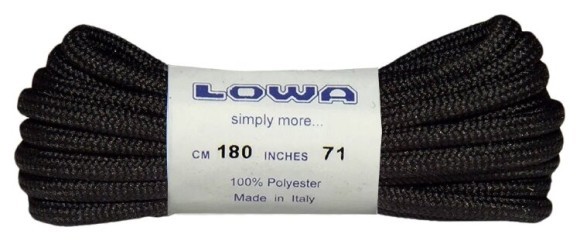 LOWA
simply more...
CM 180 INCHES 71
100% Polyester
Made in Italy